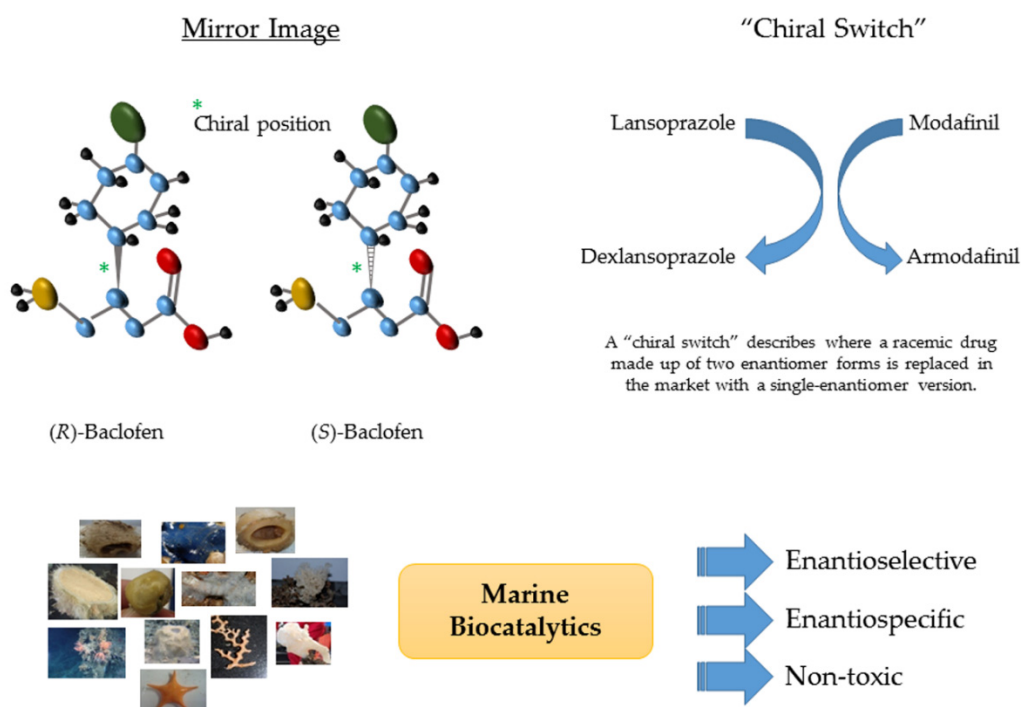 Mirror Image
"Chiral Switch"
*
Chiral position
*
*
Lansoprazole
Modafinil
Dexlansoprazole
Armodafinil
A "chiral switch" describes where a racemic drug
made up of two enantiomer forms is replaced in
the market with a single-enantiomer version.
(R)-Baclofen
(S)-Baclofen
Marine
Biocatalytics
Enantioselective
Enantiospecific
Non-toxic